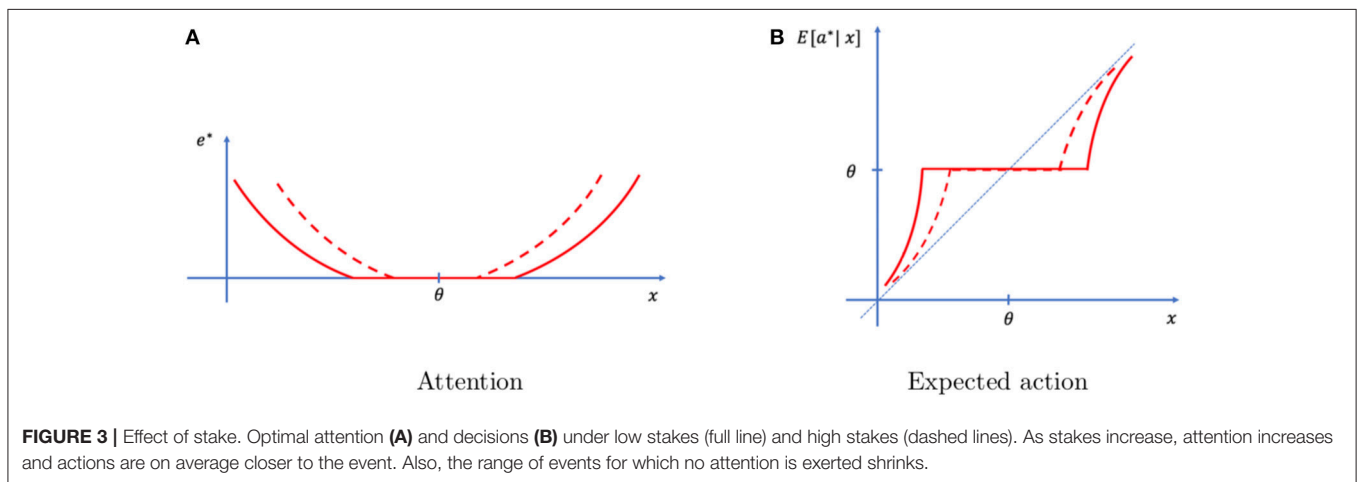 A
B E[a*| x]
e*
θ
θ
x
θ
x
Attention
Expected action
FIGURE 3 | Effect of stake. Optimal attention (A) and decisions (B) under low stakes (full line) and high stakes (dashed lines). As stakes increase, attention increases
and actions are on average closer to the event. Also, the range of events for which no attention is exerted shrinks.